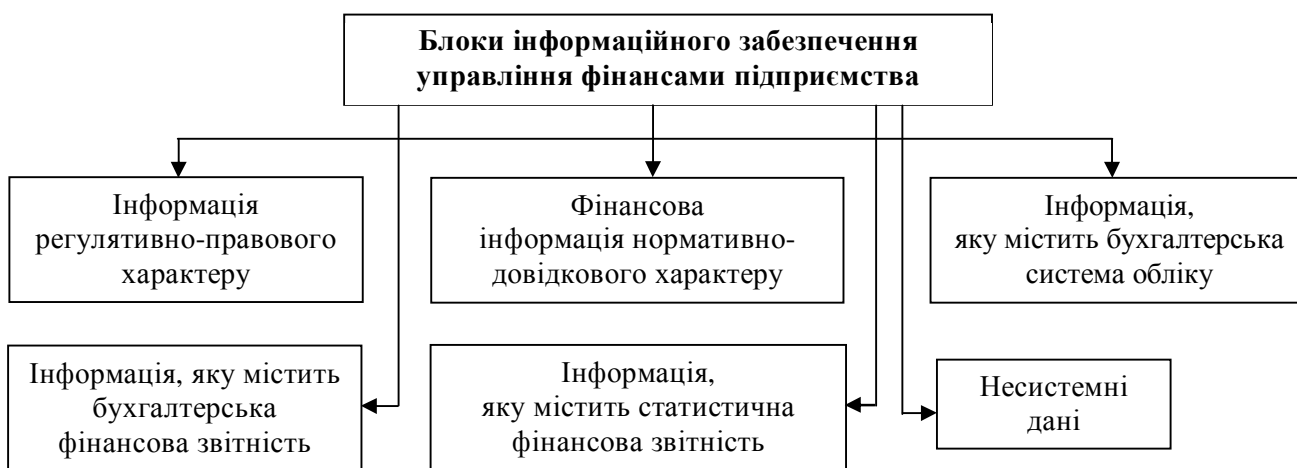 Блоки інформаційного забезпечення
управління фінансами підприємства
Інформація
регулятивно-правового
характеру
Фінансова
інформація нормативно-
довідкового характеру
Інформація,
яку містить бухгалтерська
система обліку
Інформація, яку містить
бухгалтерська
фінансова звітність
Інформація,
яку містить статистична
фінансова звітність
Несистемні
дані